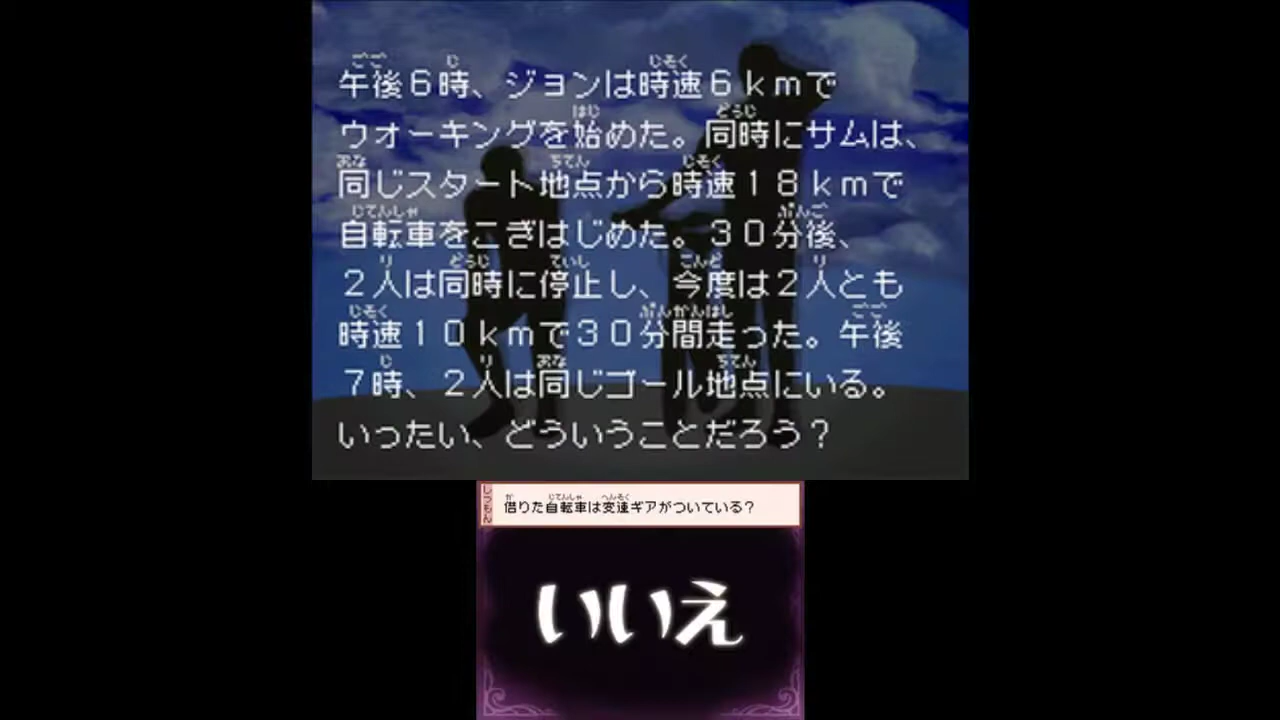 午後6時、ジョンは時速6kmで
ウオーキングを始めた。同時にサムは、
同じスタート地点から時速18kmで
自転車をこぎはじめた。30分後、
2人は同時に停止し、今度は2人とも
時速10kmで30分間走った。午後
7時、2人は同じゴール地点にいる。
いったい、どういうことだろう?
しつもん
借りた自転車は変速ギアがついている?
いいえ